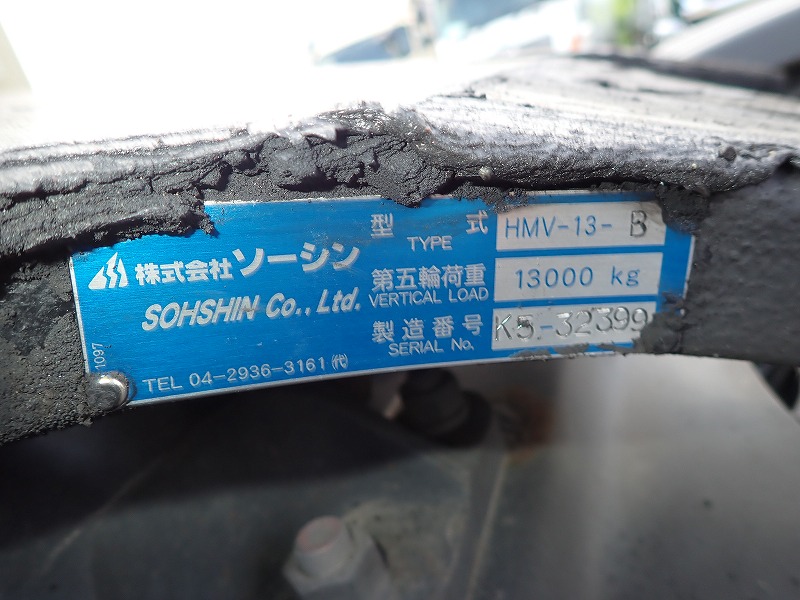 株式会社 ソーシン
SOHSHIN Co., Ltd.
TEL 04-2936-3161 ㈹
1097
型式 HMV-13-B
TYPE
第五輪荷重 13000 kg
VERTICAL LOAD
製造番号 K5-32399
SERIAL No.